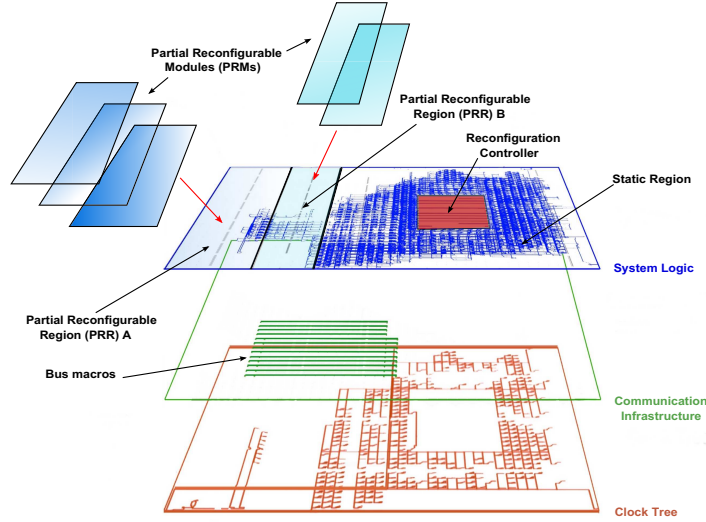 Partial Reconfigurable
Modules (PRMs)
Partial Reconfigurable
Region (PRR) B
Reconfiguration
Controller
Static Region
System Logic
Partial Reconfigurable
Region (PRR) A
Bus macros
Communication
Infrastructure
Clock Tree